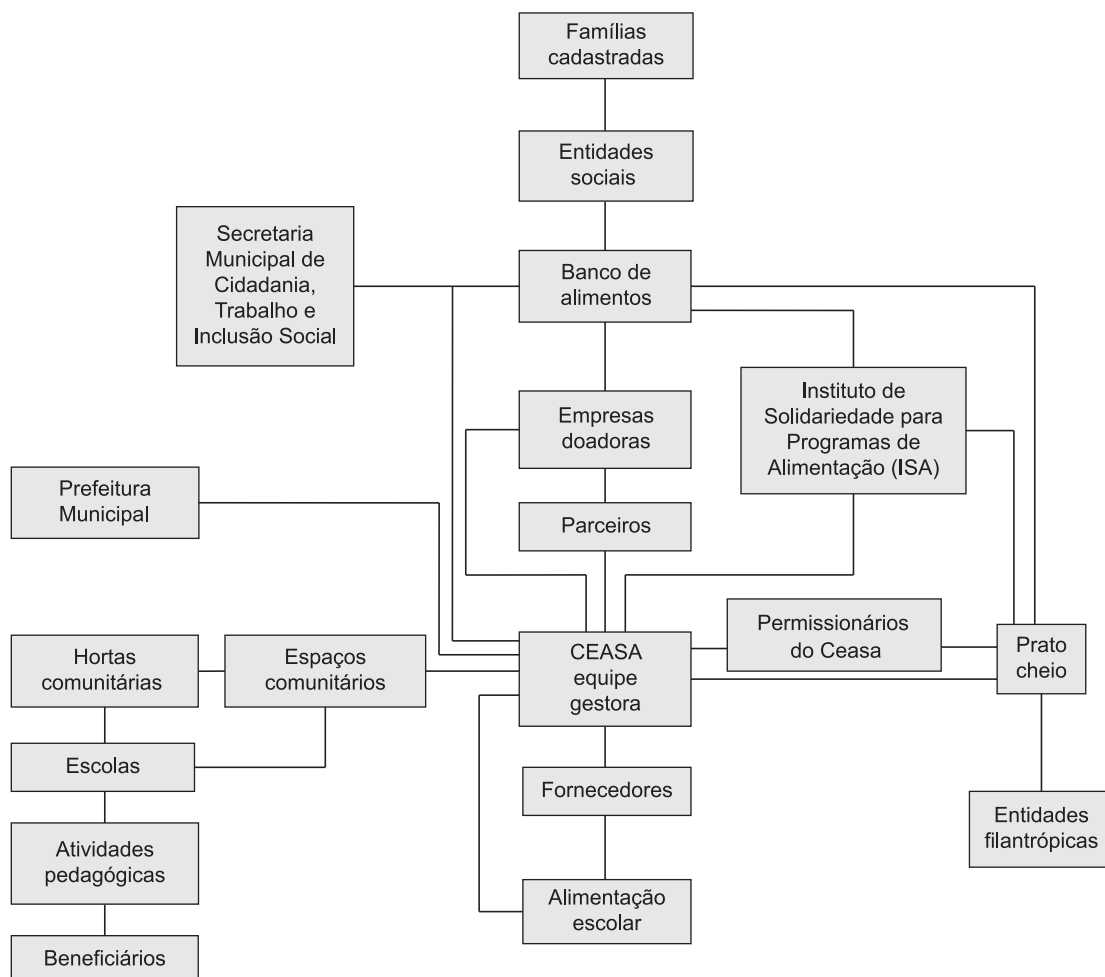 Famílias
cadastradas
Entidades
sociais
Secretaria
Municipal de
Cidadania,
Trabalho e
Inclusão Social
Banco de
alimentos
Empresas
doadoras
Instituto de
Solidariedade para
Programas de
Alimentação (ISA)
Prefeitura
Municipal
Parceiros
Hortas
comunitárias
Espaços
comunitários
CEASA
equipe
gestora
Permissionários
do Ceasa
Prato
cheio
Escolas
Fornecedores
Entidades
filantrópicas
Atividades
pedagógicas
Alimentação
escolar
Beneficiários